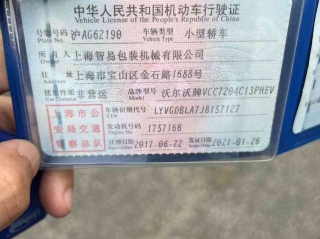 中华人民共和国机动车行驶证
Vehicle License of the People's Republic of China
号牌号码 沪AG62190 车辆类型 小型轿车
Plate No. Vehicle Type
所有人 上海智易包装机械有限公司
Owner
住址 上海市宝山区金石路1688号
Address
使用性质 非营运 品牌型号 沃尔沃牌VCC7204C13PHEV
Use Character Model
上海市公安局交通警察总队
车辆识别代号 LYVGDBLA7JB157127
VIN
发动机号码 1757166
Engine No.
注册日期 2017-06-22 发证日期 2021-01-26
Register Date Issue Date